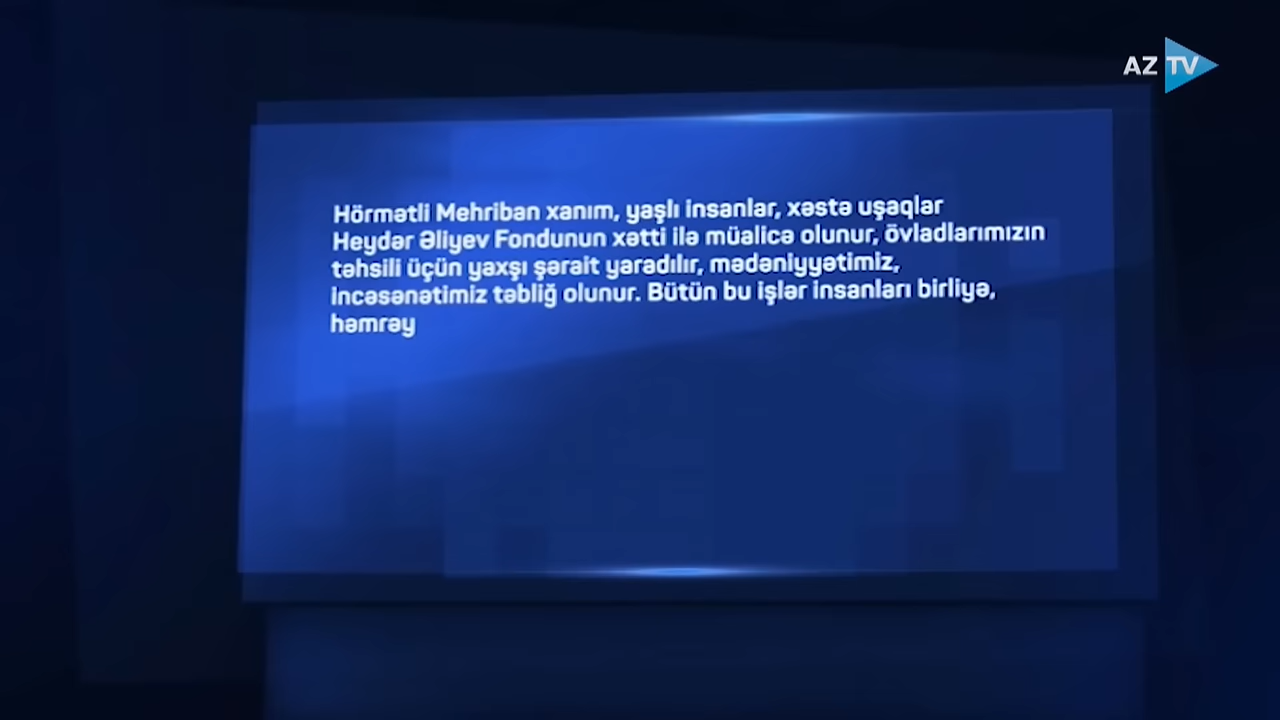 AZ TV
Hörmətli Mehriban xanım, yaşlı insanlar, xəstə uşaqlar
Heydər Əliyev Fondunun xətti ilə müalicə olunur, övladlarımızın
təhsili üçün yaxşı şərait yaradılır, mədəniyyətimiz,
incəsənətimiz təbliğ olunur. Bütün bu işlər insanları birliyə,
həmrəy